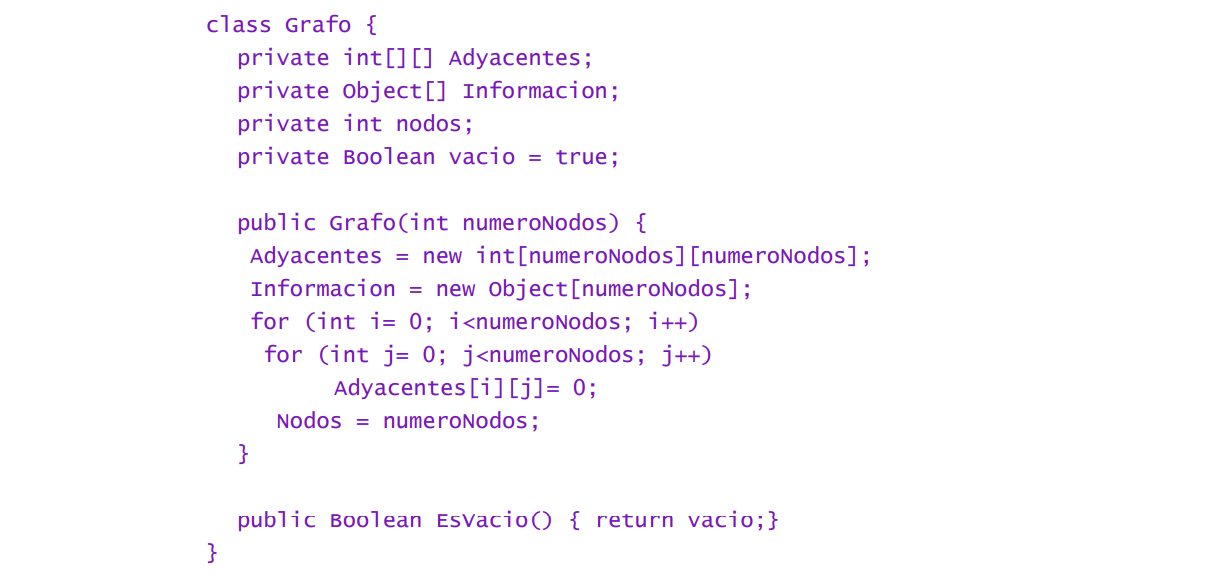 class Grafo {
private int[][] Adyacentes;
private Object[] Informacion;
private int nodos;
private Boolean vacio = true;
public Grafo(int numeroNodos) {
Adyacentes = new int[numeroNodos][numeroNodos];
Informacion = new Object[numeroNodos];
for (int i= 0; i<numeroNodos; i++)
for (int j= 0; j<numeroNodos; j++)
Adyacentes[i][j]= 0;
Nodos = numeroNodos;
}
public Boolean EsVacio() { return vacio;}
}